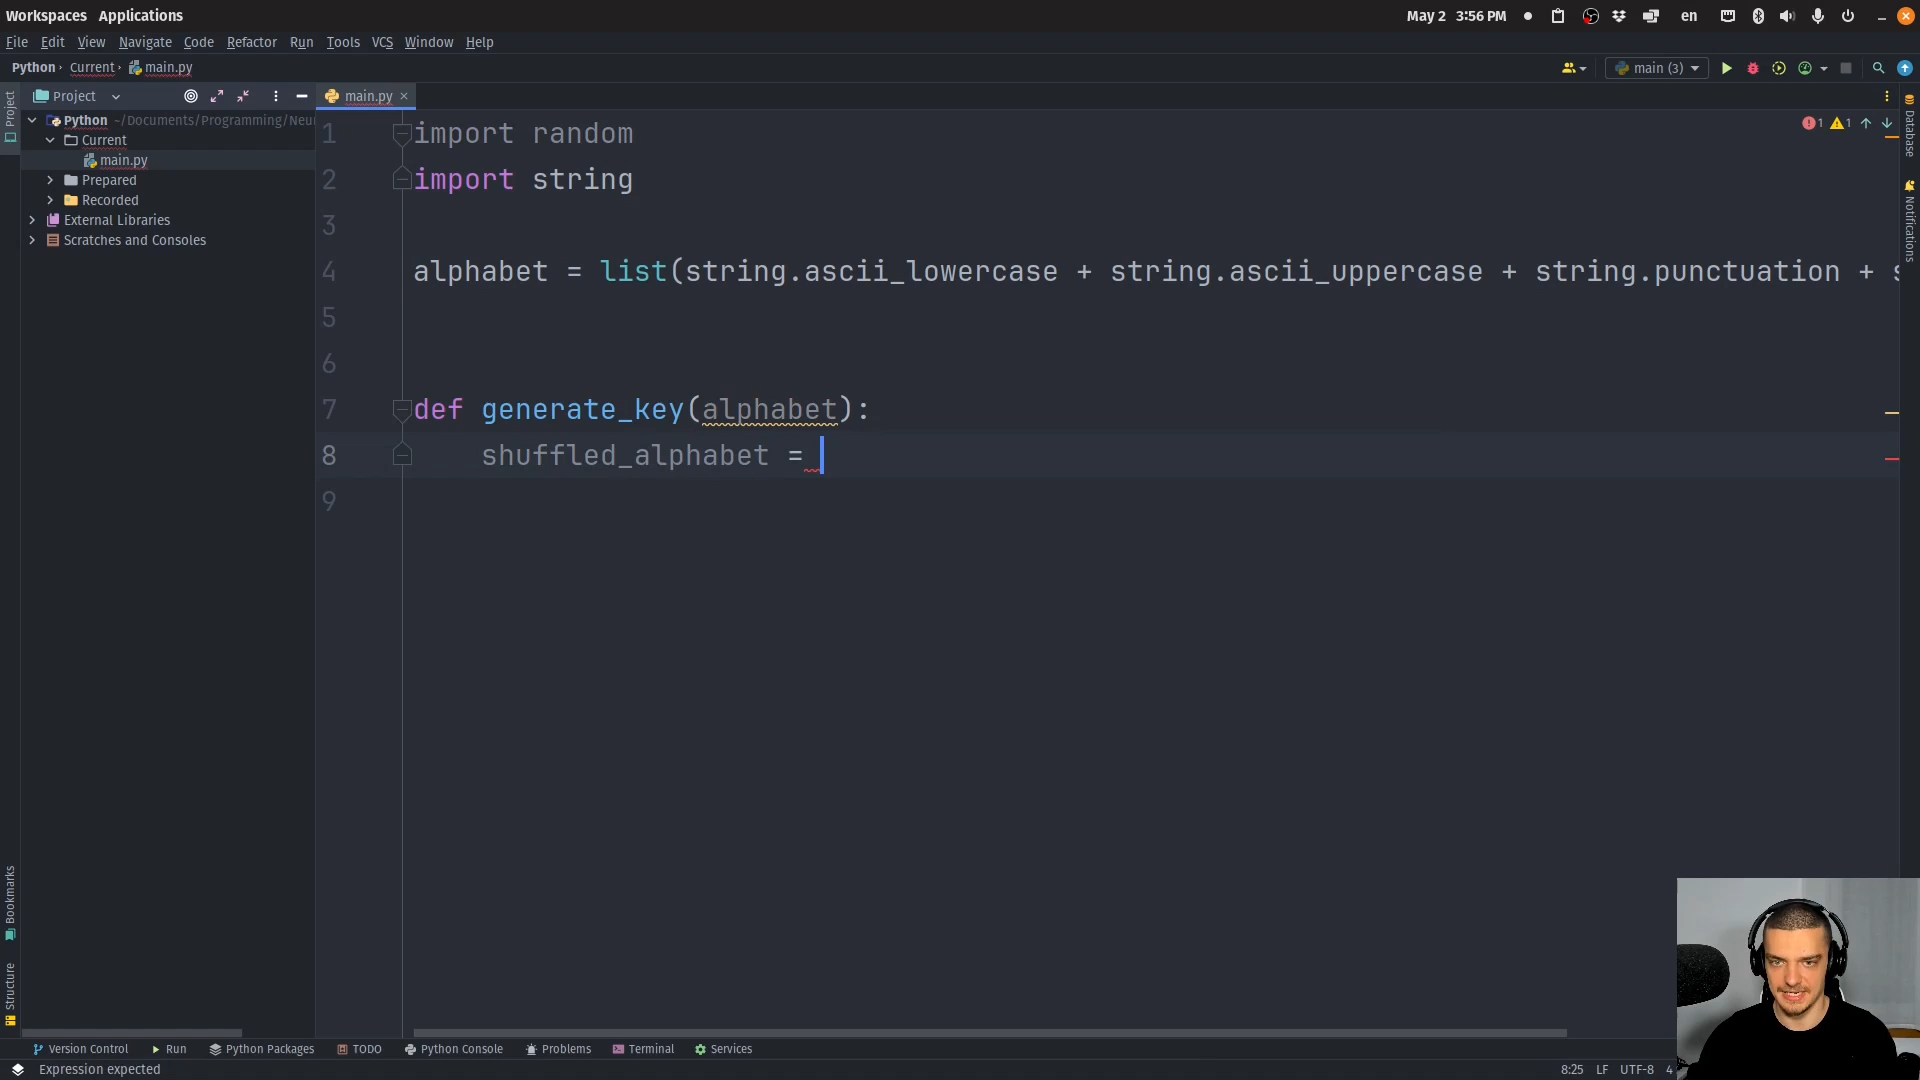 Workspaces Applications
May 2 3:56 PM
en
File Edit View Navigate Code Refactor Run Tools VCS Window Help
Python › Current › main.py
main (3)
Project
Project
main.py
Python ~/Documents/Programming/Neu
Current
main.py
Prepared
Recorded
External Libraries
Scratches and Consoles
1 import random
2 import string
3
4 alphabet = list(string.ascii_lowercase + string.ascii_uppercase + string.punctuation + s
5
6
7 def generate_key(alphabet):
8 shuffled_alphabet =
9
1 1
Database
Notifications
Bookmarks
Structure
Version Control Run Python Packages TODO Python Console Problems Terminal Services
Expression expected
8:25 LF UTF-8 4